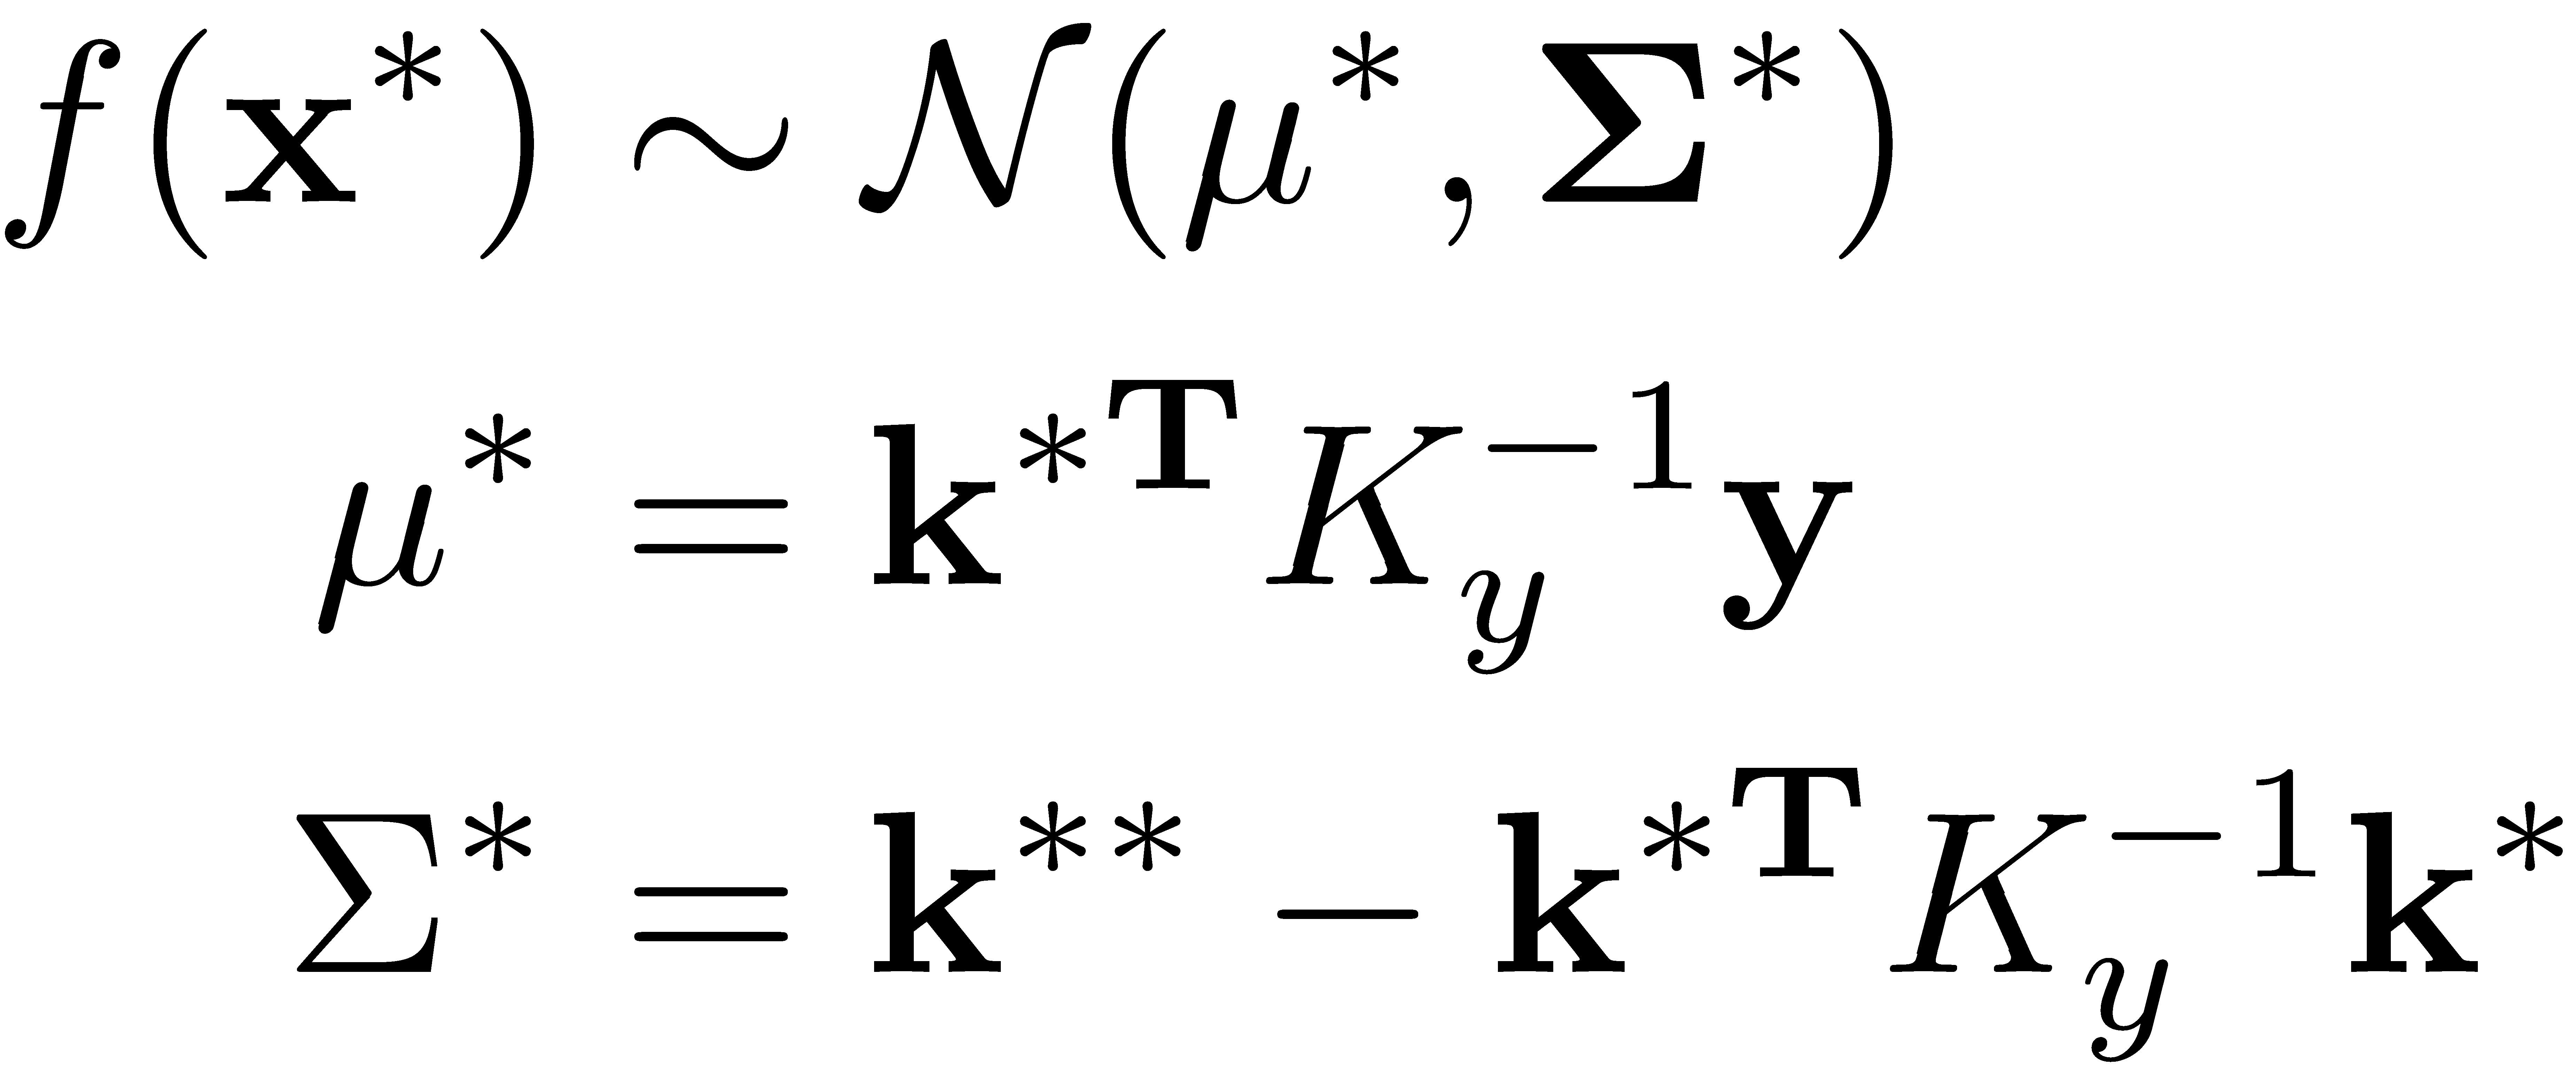 f(𝐱*) ∼ 𝒩(μ*, 𝚺*)
μ* = 𝐤*ᵀ K_y⁻¹ 𝐲
Σ* = 𝐤** − 𝐤*ᵀ K_y⁻¹ 𝐤*